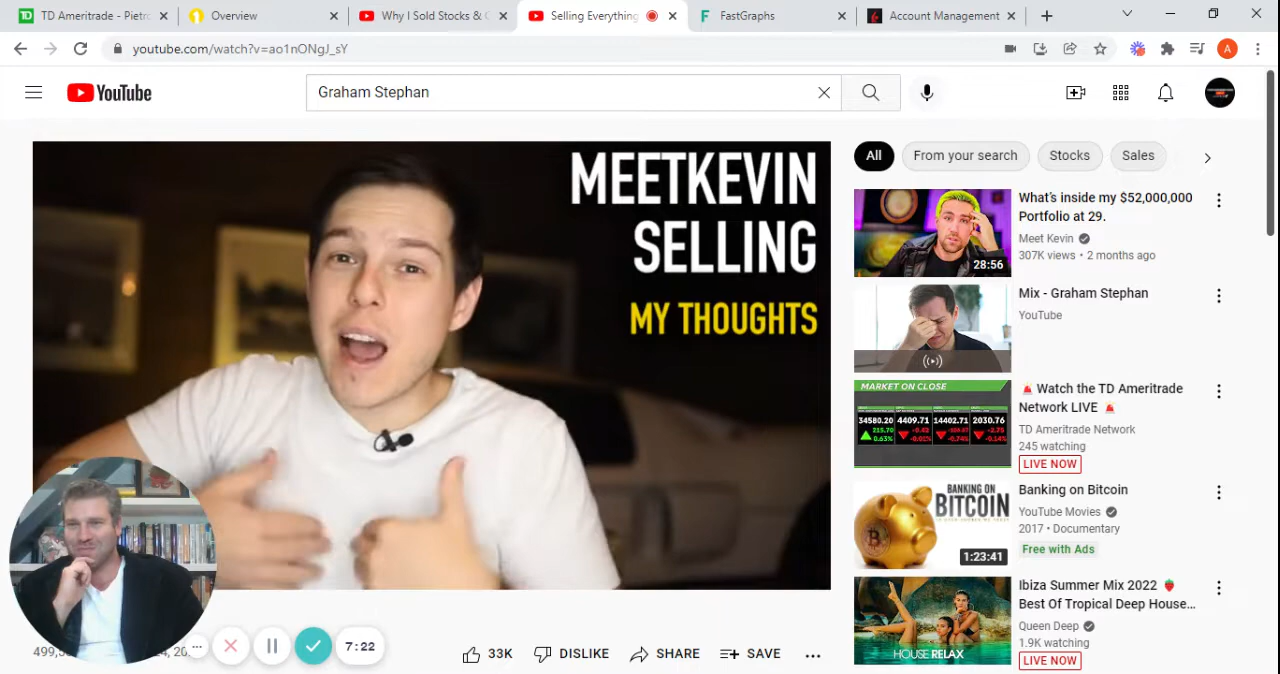 TD Ameritrade - Pietro
Overview
Why I Sold Stocks & C
Selling Everything
FastGraphs
Account Management
youtube.com/watch?v=ao1nONgJ_sY
A
YouTube
Graham Stephan
MEETKEVIN
SELLING
MY THOUGHTS
All
From your search
Stocks
Sales
What's inside my $52,000,000
Portfolio at 29.
Meet Kevin
307K views • 2 months ago
28:56
Mix - Graham Stephan
YouTube
MARKET ON CLOSE
34580.20 4409.71 14402.71 2030.76
🚨 Watch the TD Ameritrade
Network LIVE 🚨
TD Ameritrade Network
245 watching
LIVE NOW
BANKING ON
BITCOIN
1:23:41
Banking on Bitcoin
YouTube Movies
2017 • Documentary
Free with Ads
HOUSE RELAX
Ibiza Summer Mix 2022 🍓
Best Of Tropical Deep House...
Queen Deep
1.9K watching
LIVE NOW
7:22
33K
DISLIKE
SHARE
SAVE